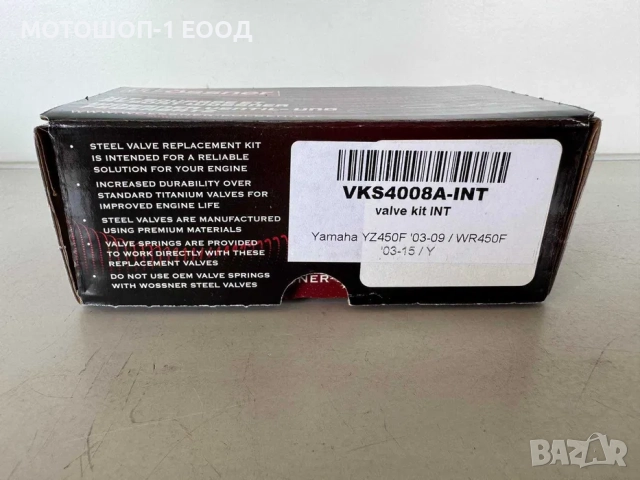 МОТОШОП-1 ЕООД
Wossner
• STEEL VALVE REPLACEMENT KIT
IS INTENDED FOR A RELIABLE
SOLUTION FOR YOUR ENGINE
• INCREASED DURABILITY OVER
STANDARD TITANIUM VALVES FOR
IMPROVED ENGINE LIFE
• STEEL VALVES ARE MANUFACTURED
USING PREMIUM MATERIALS
• VALVE SPRINGS ARE PROVIDED
TO WORK DIRECTLY WITH THESE
REPLACEMENT VALVES
• DO NOT USE OEM VALVE SPRINGS
WITH WOSSNER STEEL VALVES
VKS4008A-INT
valve kit INT
Yamaha YZ450F '03-09 / WR450F
'03-15 / Y
BAZAR